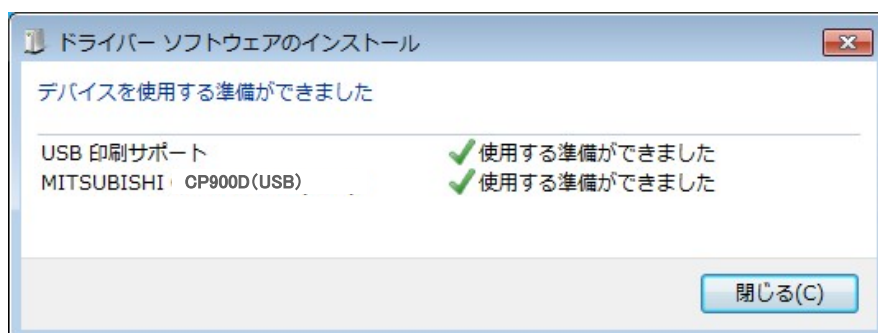 ドライバー ソフトウェアのインストール
デバイスを使用する準備ができました
USB 印刷サポート 使用する準備ができました
MITSUBISHI CP900D(USB) 使用する準備ができました
閉じる(C)